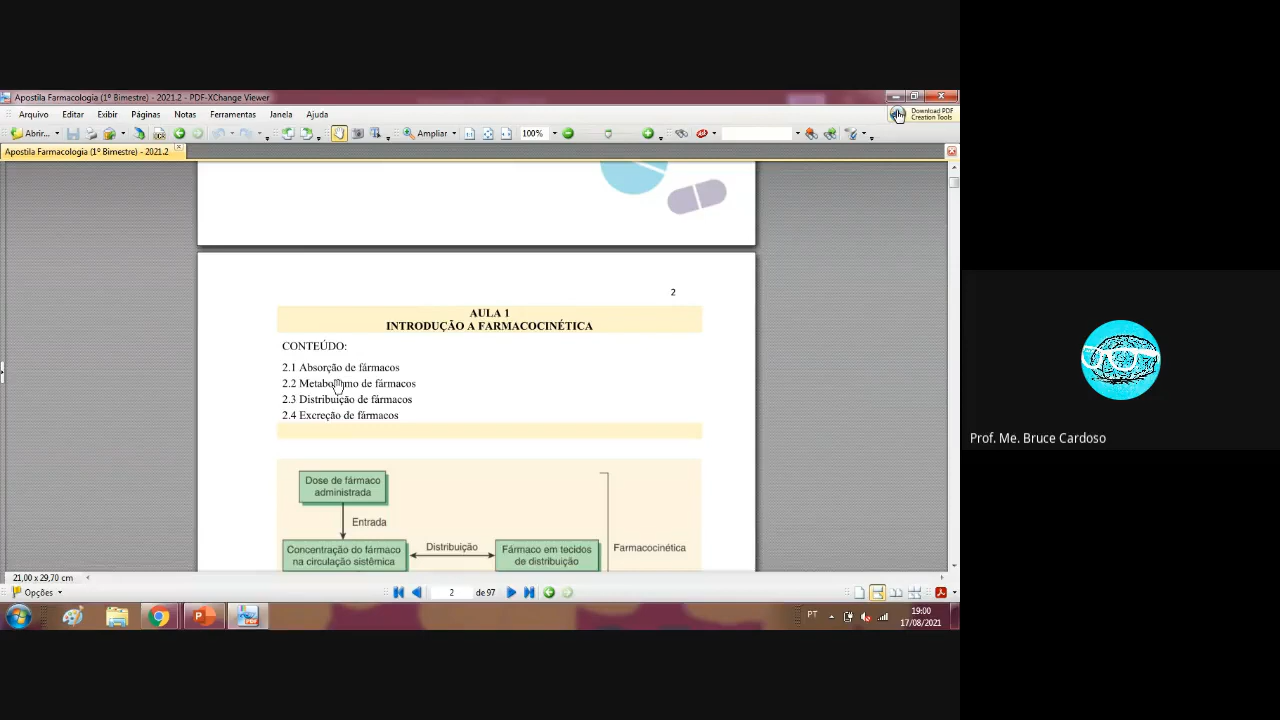 Apostila Farmacologia (1º Bimestre) - 2021.2 - PDF-XChange Viewer
Arquivo Editar Exibir Páginas Notas Ferramentas Janela Ajuda
Download PDF
Creation Tools
Abrir... Ampliar 100%
Apostila Farmacologia (1º Bimestre) - 2021.2
2
AULA 1
INTRODUÇÃO A FARMACOCINÉTICA
CONTEÚDO:
2.1 Absorção de fármacos
2.2 Metabolismo de fármacos
2.3 Distribuição de fármacos
2.4 Excreção de fármacos
Dose de fármaco
administrada
Entrada
Concentração do fármaco
na circulação sistêmica
Distribuição
Fármaco em tecidos
de distribuição
Farmacocinética
21,00 x 29,70 cm
Opções
2 de 97
PT
19:00
17/08/2021
Prof. Me. Bruce Cardoso